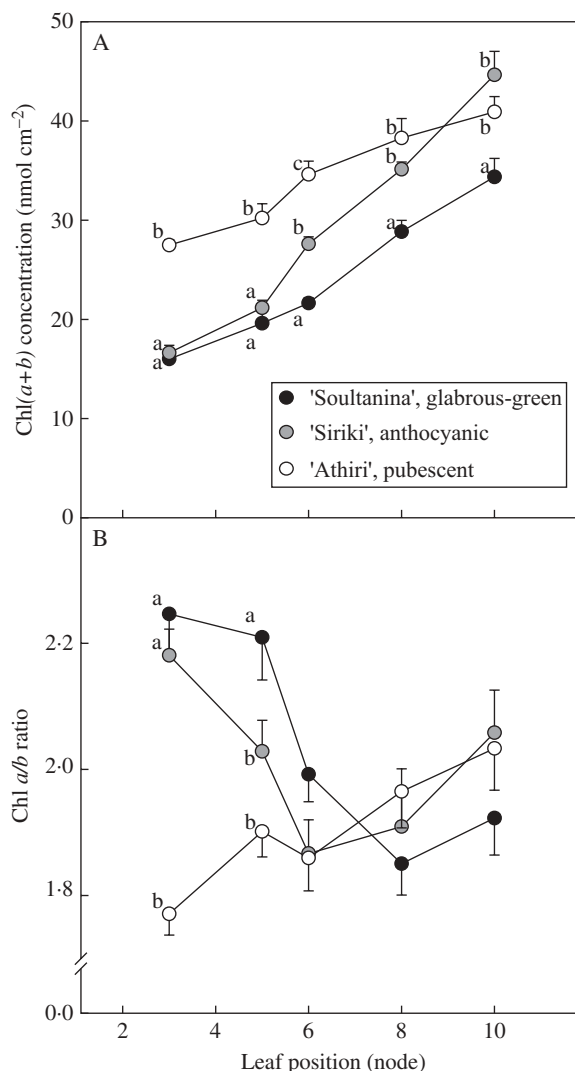 A
50
40
30
20
10
0
Chl(a+b) concentration (nmol cm⁻²)
b
b
c
b
b
b
b
b
a
a
a
a
a
a
a
'Soultanina', glabrous-green
'Siriki', anthocyanic
'Athiri', pubescent
B
2·2
2·0
1·8
0·0
Chl a/b ratio
a
a
a
b
b
b
2
4
6
8
10
Leaf position (node)